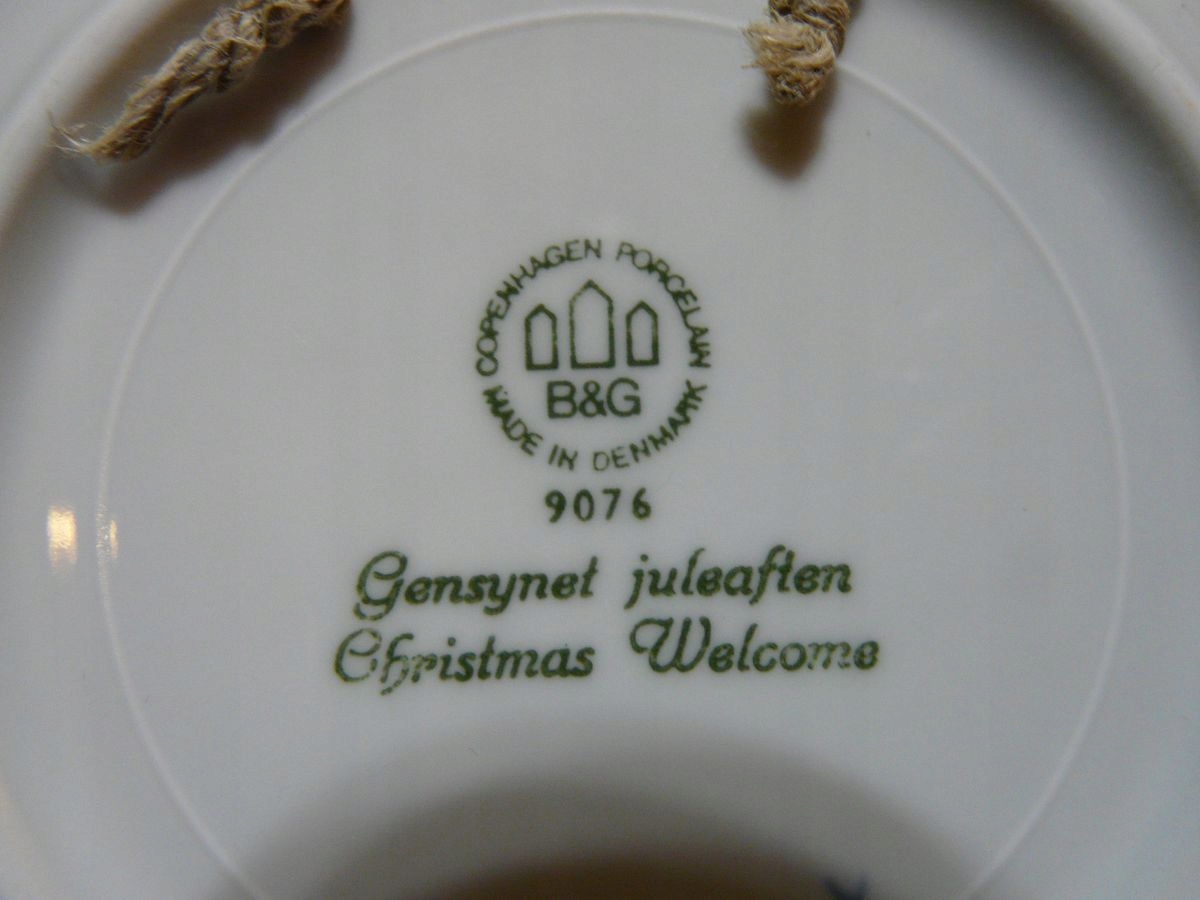 COPENHAGEN PORCELAIN
B&G
MADE IN DENMARK
9076
Gensynet juleaften
Christmas Welcome